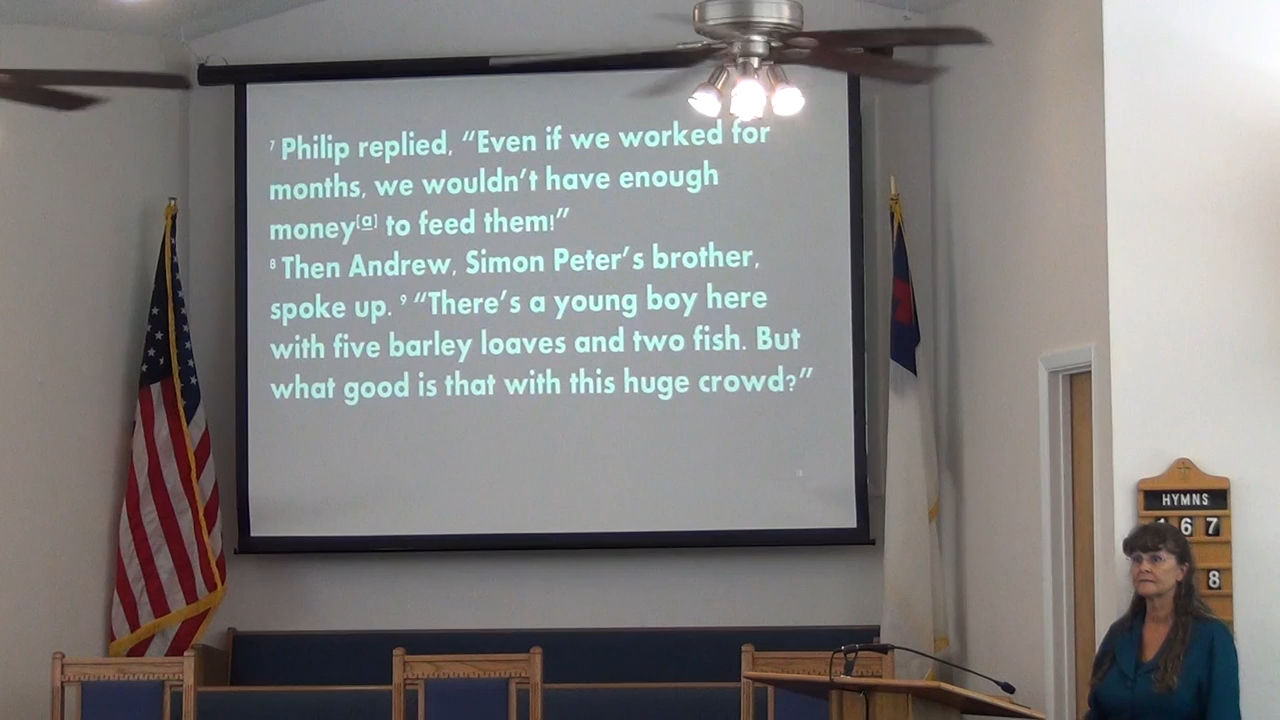 ⁷ Philip replied, “Even if we worked for
months, we wouldn’t have enough
money[a] to feed them!”
⁸ Then Andrew, Simon Peter’s brother,
spoke up. ⁹ “There’s a young boy here
with five barley loaves and two fish. But
what good is that with this huge crowd?”
HYMNS
67
8